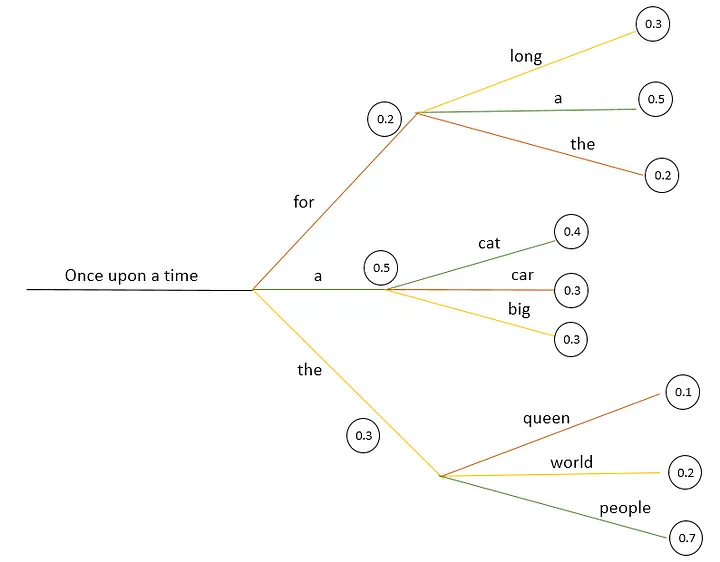 0.3
long
a
0.5
0.2
the
0.2
for
cat
0.4
Once upon a time
a
0.5
car
0.3
big
0.3
the
0.3
queen
0.1
world
0.2
people
0.7